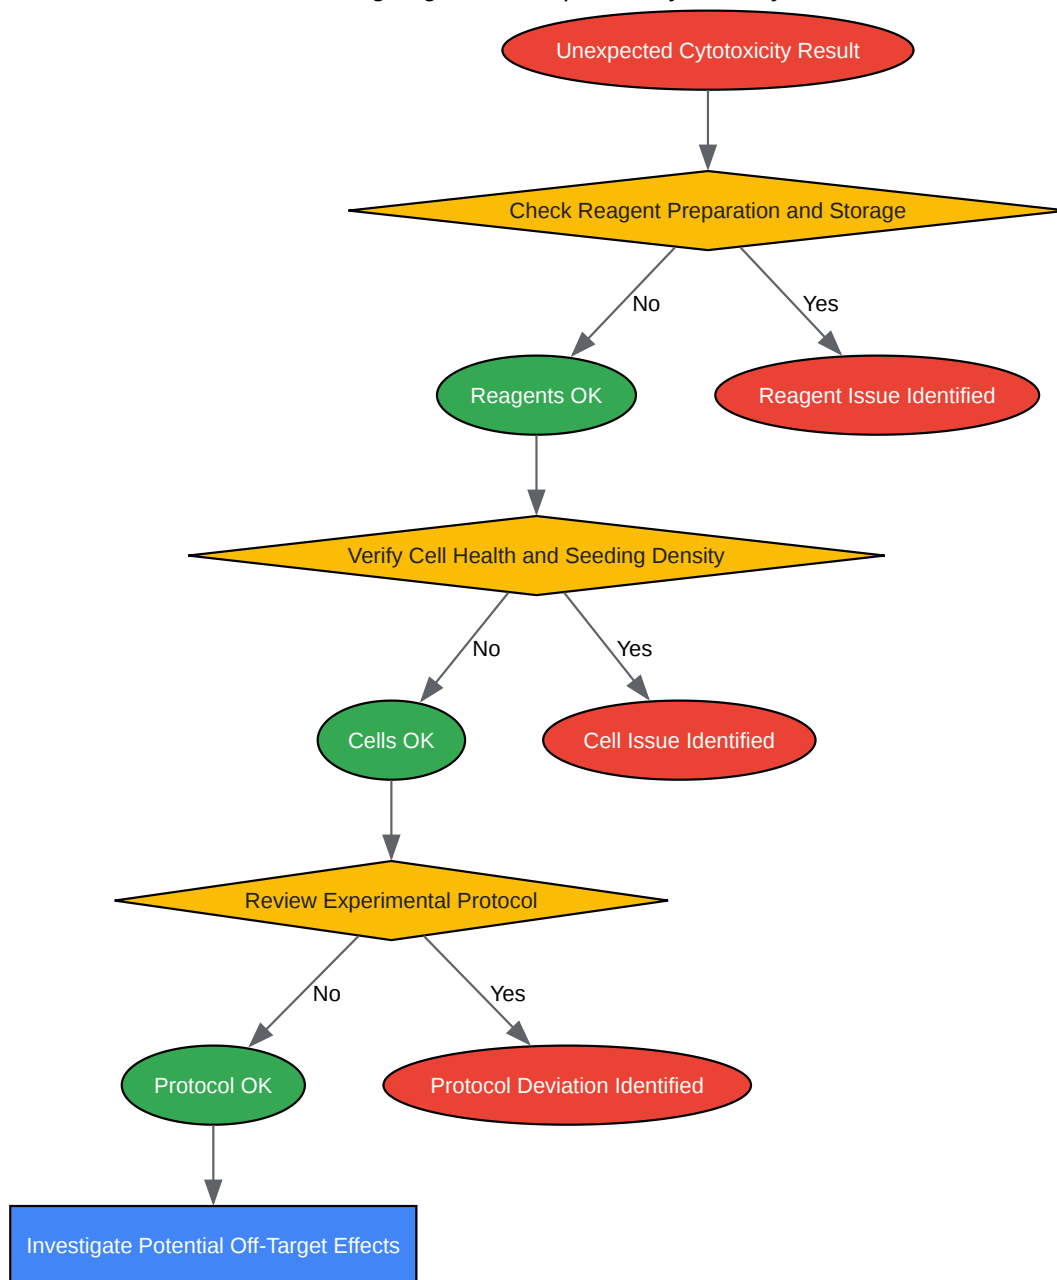 Unexpected Cytotoxicity Result
Check Reagent Preparation and Storage
No
Yes
Reagents OK
Reagent Issue Identified
Verify Cell Health and Seeding Density
No
Yes
Cells OK
Cell Issue Identified
Review Experimental Protocol
No
Yes
Protocol OK
Protocol Deviation Identified
Investigate Potential Off-Target Effects